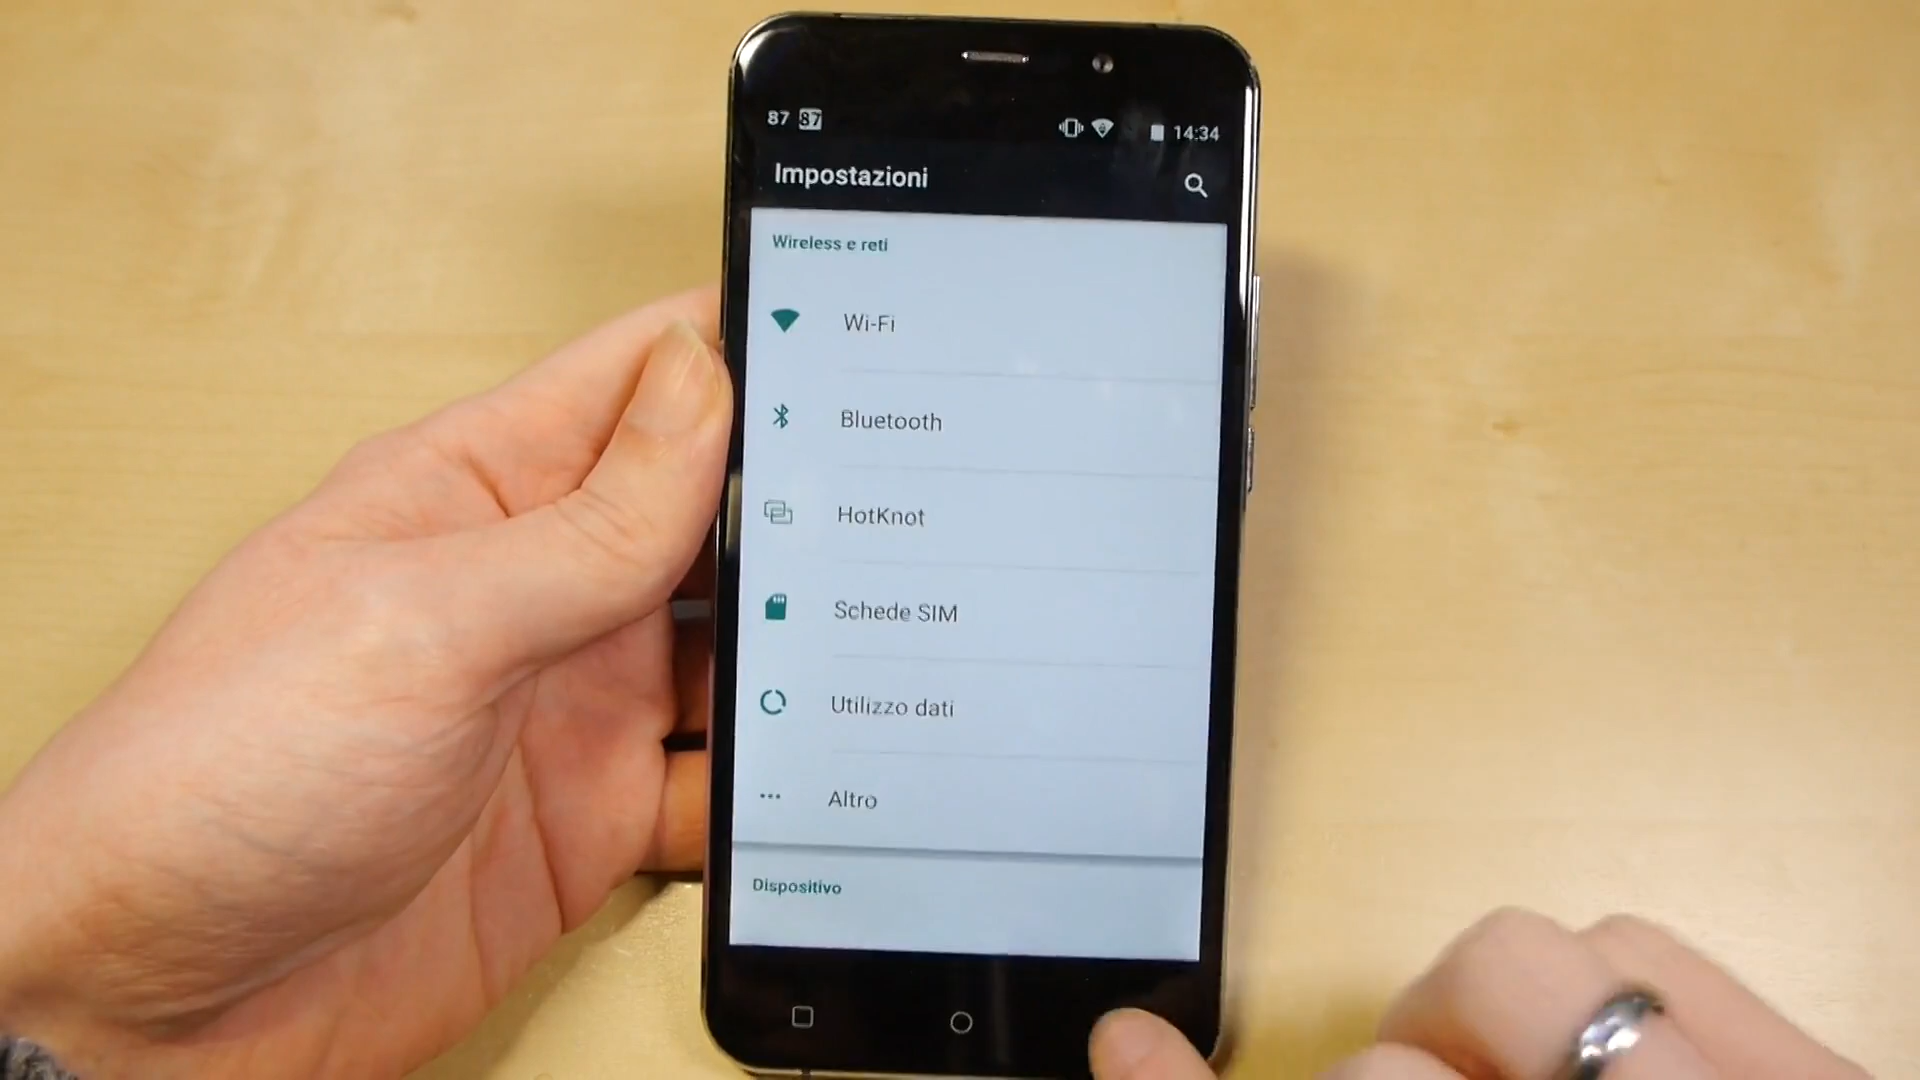 87 87 14:34
Impostazioni
Wireless e reti
Wi-Fi
Bluetooth
HotKnot
Schede SIM
Utilizzo dati
Altro
Dispositivo